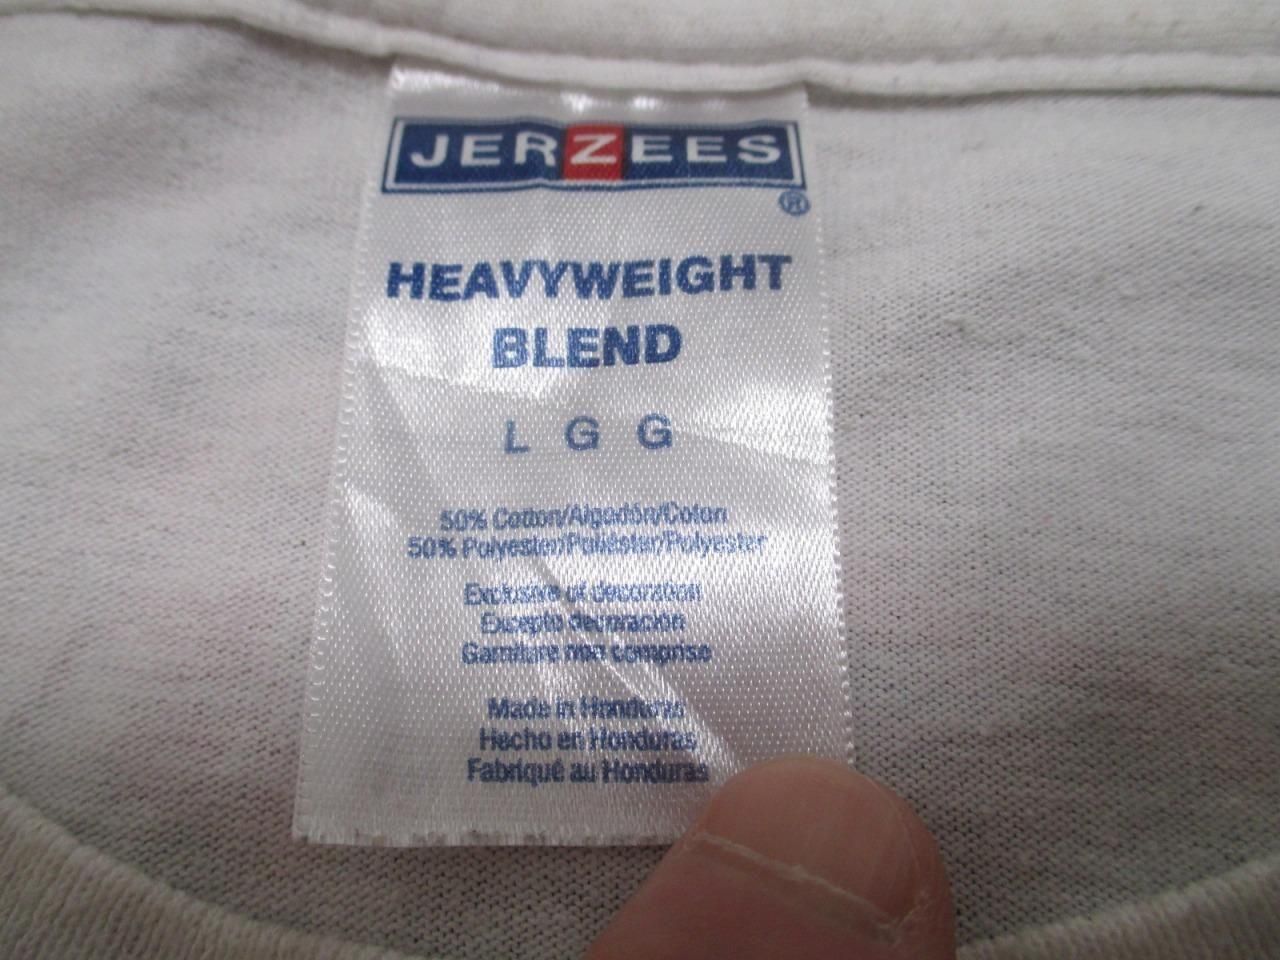 JERZEES
®
HEAVYWEIGHT
BLEND
L G G
50% Cotton/Algodón/Coton
50% Polyester/Poliéster/Polyester
Exclusive of decoration
Excepto decoración
Garniture non comprise
Made in Honduras
Hecho en Honduras
Fabriqué au Honduras